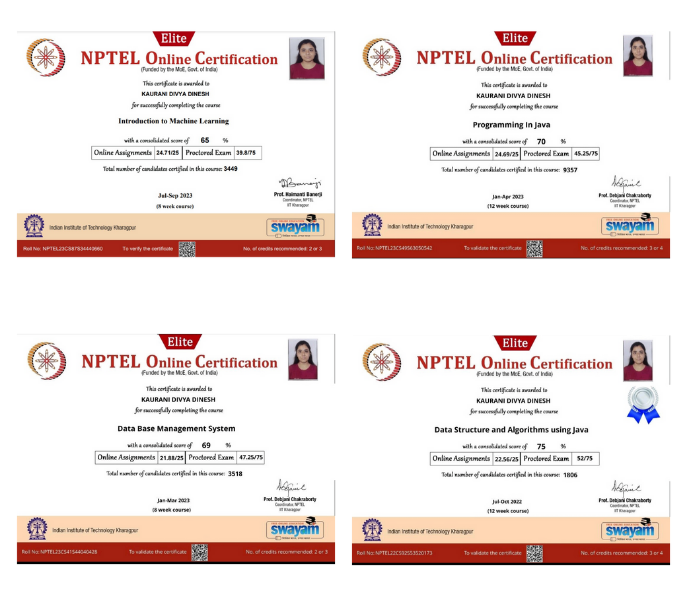 Elite
NPTEL Online Certification
(Funded by the MoE, Govt. of India)
This certificate is awarded to
KAURANI DIVYA DINESH
for successfully completing the course
Introduction to Machine Learning
with a consolidated score of 65 %
Online Assignments 24.71/25 Proctored Exam 39.8/75
Total number of candidates certified in this course: 3449
Jul-Sep 2023
(8 week course)
Prof. Haimanti Banerji
Coordinator, NPTEL
IIT Kharagpur
Indian Institute of Technology Kharagpur
swayam
To verify the certificate
No. of credits recommended: 2 or 3
Elite
NPTEL Online Certification
(Funded by the MoE, Govt. of India)
This certificate is awarded to
KAURANI DIVYA DINESH
for successfully completing the course
Programming In Java
with a consolidated score of 70 %
Online Assignments 24.69/25 Proctored Exam 45.25/75
Total number of candidates certified in this course: 9357
Jan-Apr 2023
(12 week course)
Prof. Debjani Chakraborty
Coordinator, NPTEL
IIT Kharagpur
Indian Institute of Technology Kharagpur
swayam
Roll No: NPTEL23CS49S63050542
To validate the certificate
No. of credits recommended: 3 or 4
Elite
NPTEL Online Certification
(Funded by the MoE, Govt. of India)
This certificate is awarded to
KAURANI DIVYA DINESH
for successfully completing the course
Data Base Management System
with a consolidated score of 69 %
Online Assignments 21.88/25 Proctored Exam 47.25/75
Total number of candidates certified in this course: 3518
Jan-Mar 2023
(8 week course)
Prof. Debjani Chakraborty
Coordinator, NPTEL
IIT Kharagpur
Indian Institute of Technology Kharagpur
swayam
Roll No: NPTEL23CS41S44040426
To validate the certificate
No. of credits recommended: 2 or 3
Elite
NPTEL Online Certification
(Funded by the MoE, Govt. of India)
This certificate is awarded to
KAURANI DIVYA DINESH
for successfully completing the course
Data Structure and Algorithms using Java
with a consolidated score of 75 %
Online Assignments 22.56/25 Proctored Exam 52/75
Total number of candidates certified in this course: 1806
Jul-Oct 2022
(12 week course)
Prof. Debjani Chakraborty
Coordinator, NPTEL
IIT Kharagpur
Indian Institute of Technology Kharagpur
swayam
To validate the certificate
No. of credits recommended: 3 or 4